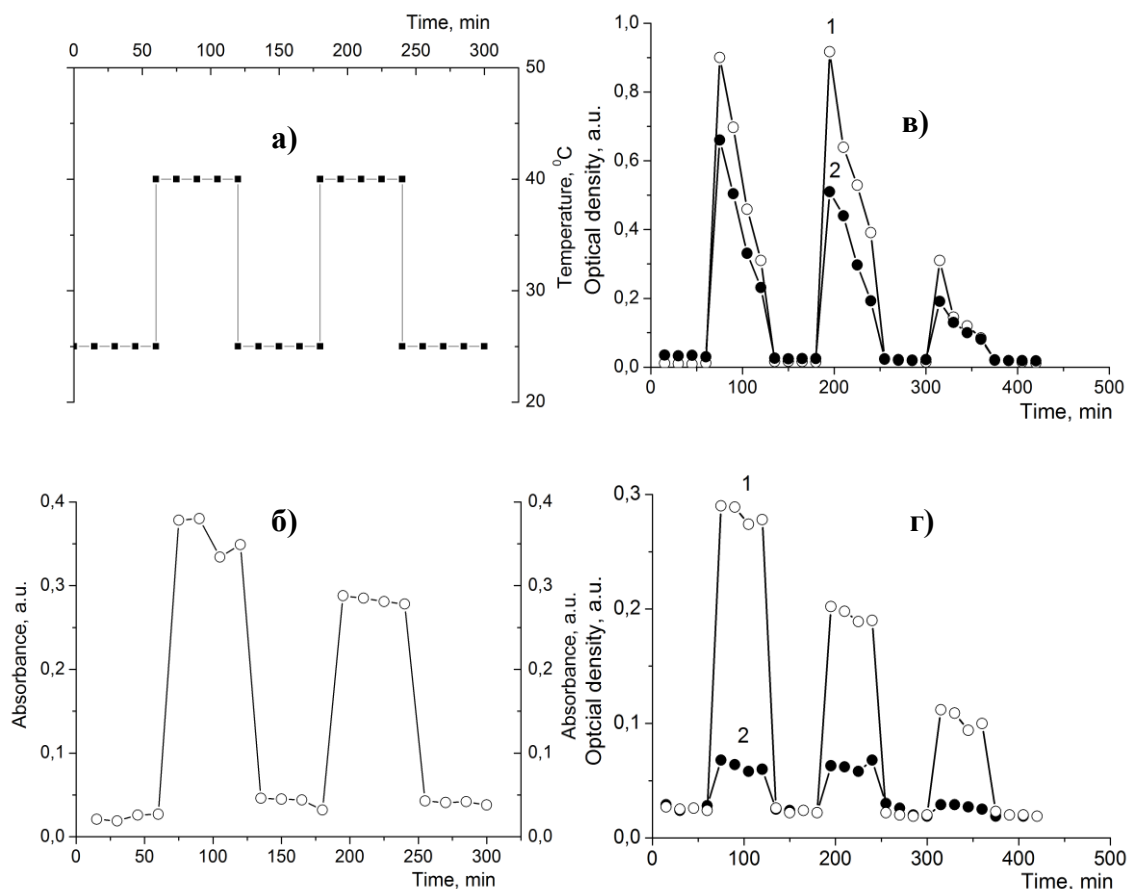 Time, min
0 50 100 150 200 250 300
50
40
30
20
Temperature, ⁰C
а)
1,0
0,8
0,6
0,4
0,2
0,0
Optical density, a.u.
1
2
в)
0 100 200 300 400 500
Time, min
0,4
0,3
0,2
0,1
0,0
Absorbance, a.u.
б)
0,4
0,3
0,2
0,1
0,0
Absorbance, a.u.
0 50 100 150 200 250 300
Time, min
0,3
0,2
0,1
0,0
Optcial density, a.u.
1
2
г)
0 100 200 300 400 500
Time, min